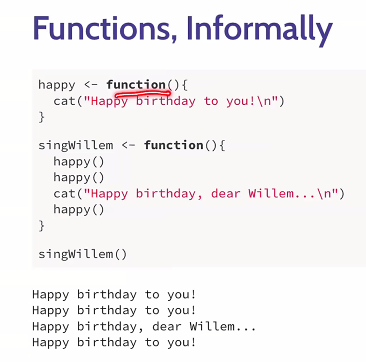 Functions, Informally
happy <- function(){
  cat("Happy birthday to you!\n")
}
singWillem <- function(){
  happy()
  happy()
  cat("Happy birthday, dear Willem...\n")
  happy()
}
singWillem()
Happy birthday to you!
Happy birthday to you!
Happy birthday, dear Willem...
Happy birthday to you!